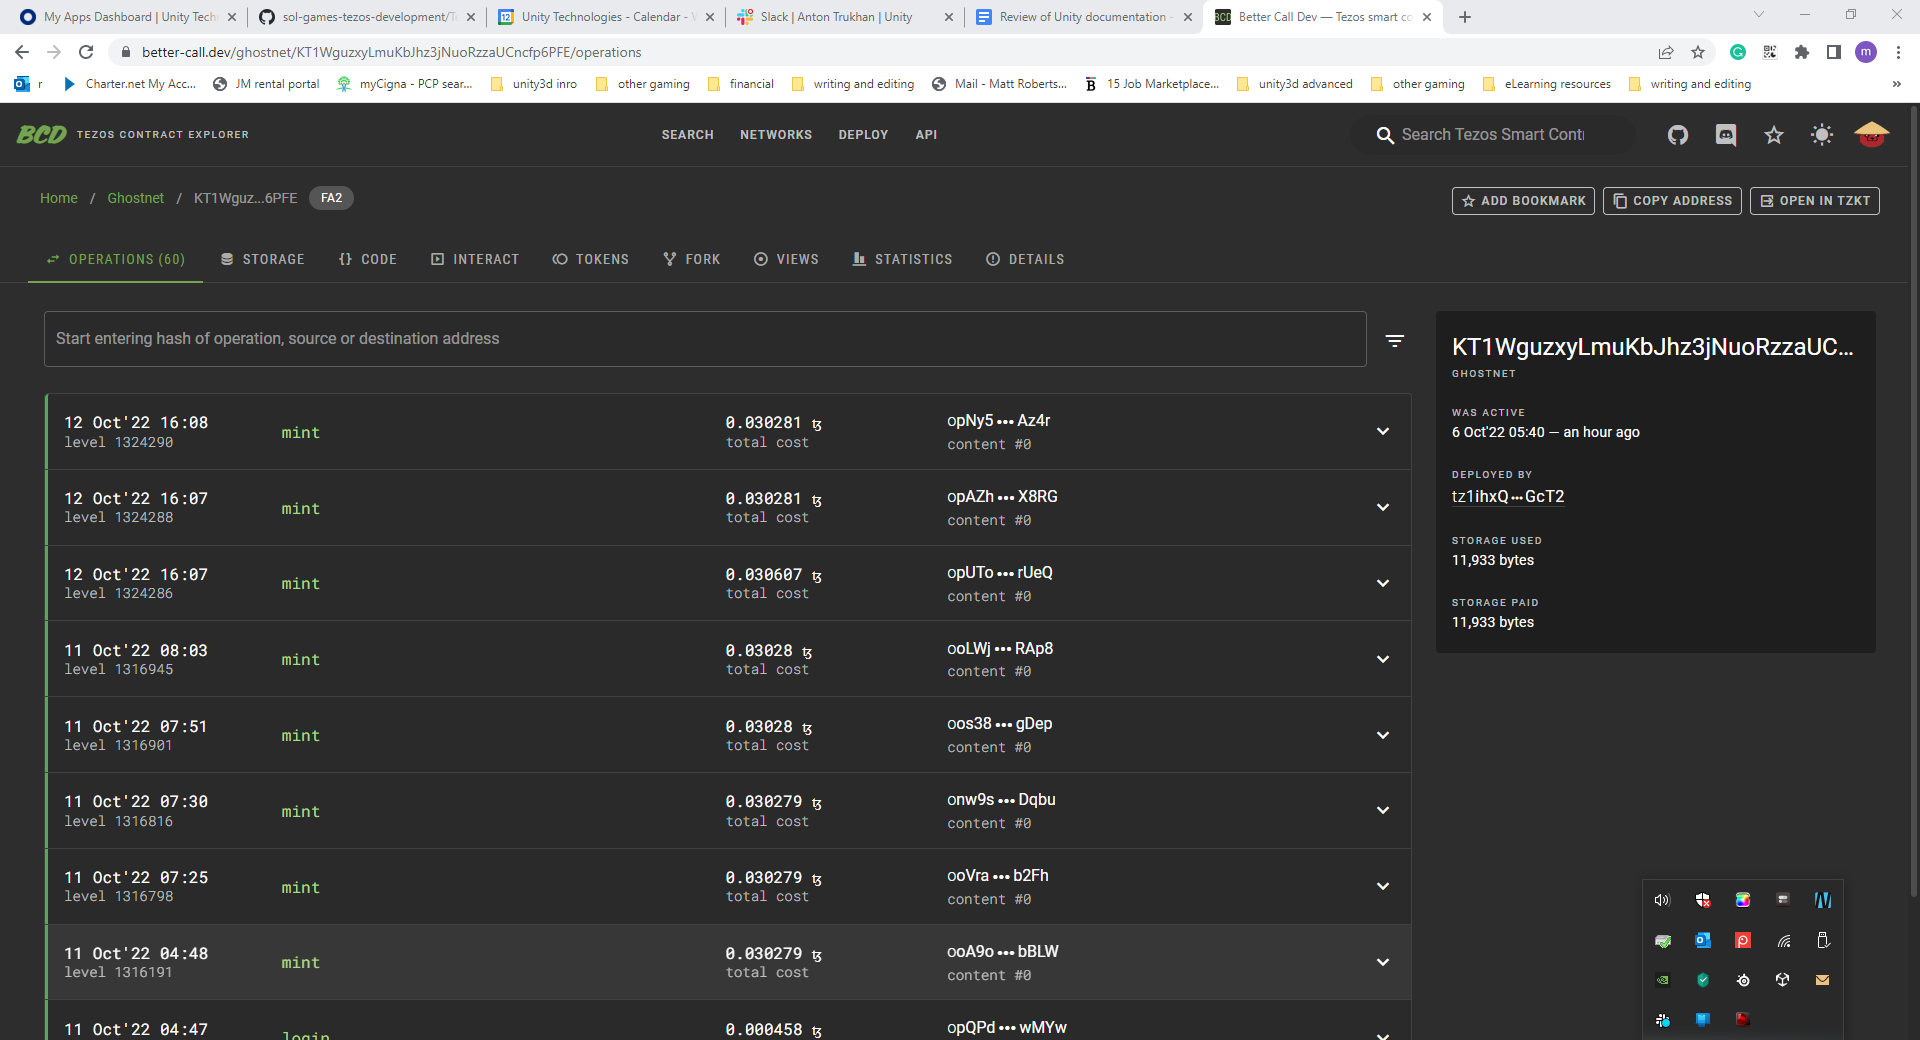 My Apps Dashboard | Unity Tech
sol-games-tezos-development/T
Unity Technologies - Calendar -
Slack | Anton Trukhan | Unity
Review of Unity documentation
Better Call Dev — Tezos smart co
better-call.dev/ghostnet/KT1WguzxyLmuKbJhz3jNuoRzzaUCncfp6PFE/operations
r
Charter.net My Acc...
JM rental portal
myCigna - PCP sear...
unity3d inro
other gaming
financial
writing and editing
Mail - Matt Roberts...
15 Job Marketplace...
unity3d advanced
other gaming
eLearning resources
writing and editing
»
BCD TEZOS CONTRACT EXPLORER
SEARCH NETWORKS DEPLOY API
Search Tezos Smart Contr
Home / Ghostnet / KT1Wguz...6PFE FA2
ADD BOOKMARK COPY ADDRESS OPEN IN TZKT
OPERATIONS (60) STORAGE {} CODE INTERACT TOKENS FORK VIEWS STATISTICS DETAILS
Start entering hash of operation, source or destination address
12 Oct'22 16:08
level 1324290
mint
0.030281 ꜩ
total cost
opNy5•••Az4r
content #0
12 Oct'22 16:07
level 1324288
mint
0.030281 ꜩ
total cost
opAZh•••X8RG
content #0
12 Oct'22 16:07
level 1324286
mint
0.030607 ꜩ
total cost
opUTo•••rUeQ
content #0
11 Oct'22 08:03
level 1316945
mint
0.03028 ꜩ
total cost
ooLWj•••RAp8
content #0
11 Oct'22 07:51
level 1316901
mint
0.03028 ꜩ
total cost
oos38•••gDep
content #0
11 Oct'22 07:30
level 1316816
mint
0.030279 ꜩ
total cost
onw9s•••Dqbu
content #0
11 Oct'22 07:25
level 1316798
mint
0.030279 ꜩ
total cost
ooVra•••b2Fh
content #0
11 Oct'22 04:48
level 1316191
mint
0.030279 ꜩ
total cost
ooA9o•••bBLW
content #0
11 Oct'22 04:47
login
0.000458 ꜩ
opQPd•••wMYw
KT1WguzxyLmuKbJhz3jNuoRzzaUC...
GHOSTNET
WAS ACTIVE
6 Oct'22 05:40 — an hour ago
DEPLOYED BY
tz1ihxQ•••GcT2
STORAGE USED
11,933 bytes
STORAGE PAID
11,933 bytes